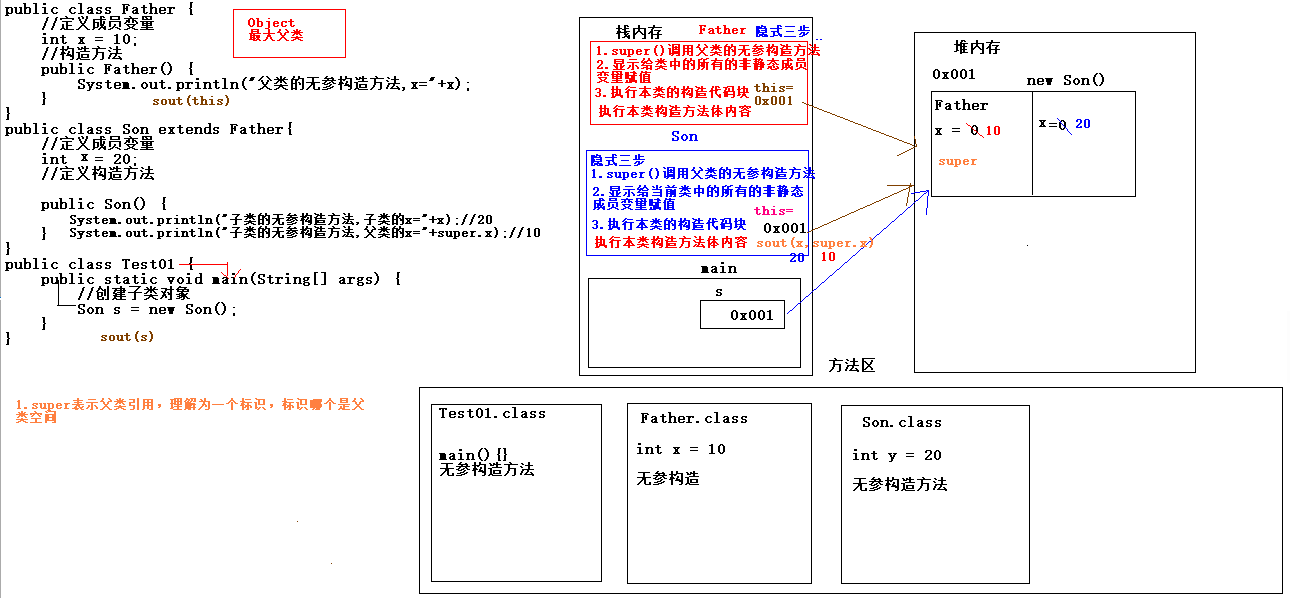 public class Father {
//定义成员变量
int x = 10;
//构造方法
public Father() {
System.out.println("父类的无参构造方法,x="+x);
}
sout(this)
}
public class Son extends Father{
//定义成员变量
int x = 20;
//定义构造方法
public Son() {
System.out.println("子类的无参构造方法,子类的x="+x);//20
} System.out.println("子类的无参构造方法,父类的x="+super.x);//10
}
public class Test01 {
public static void main(String[] args) {
//创建子类对象
Son s = new Son();
}
}
sout(s)
Object
最大父类
1.super表示父类引用，理解为一个标识，标识哪个是父
类空间
栈内存 Father 隐式三步
1.super()调用父类的无参构造方法
2.显示给类中的所有的非静态成员
变量赋值
3.执行本类的构造代码块
this=
0x001
执行本类构造方法体内容
Son
隐式三步
1.super()调用父类的无参构造方法
2.显示给当前类中的所有的非静态
成员变量赋值
this=
3.执行本类的构造代码块 0x001
执行本类构造方法体内容 sout(x,super.x)
20 10
main
s
0x001
堆内存
0x001
new Son()
Father
x = 0 10
super
x=0 20
方法区
Test01.class
main(){}
无参构造方法
Father.class
int x = 10
无参构造
Son.class
int y = 20
无参构造方法